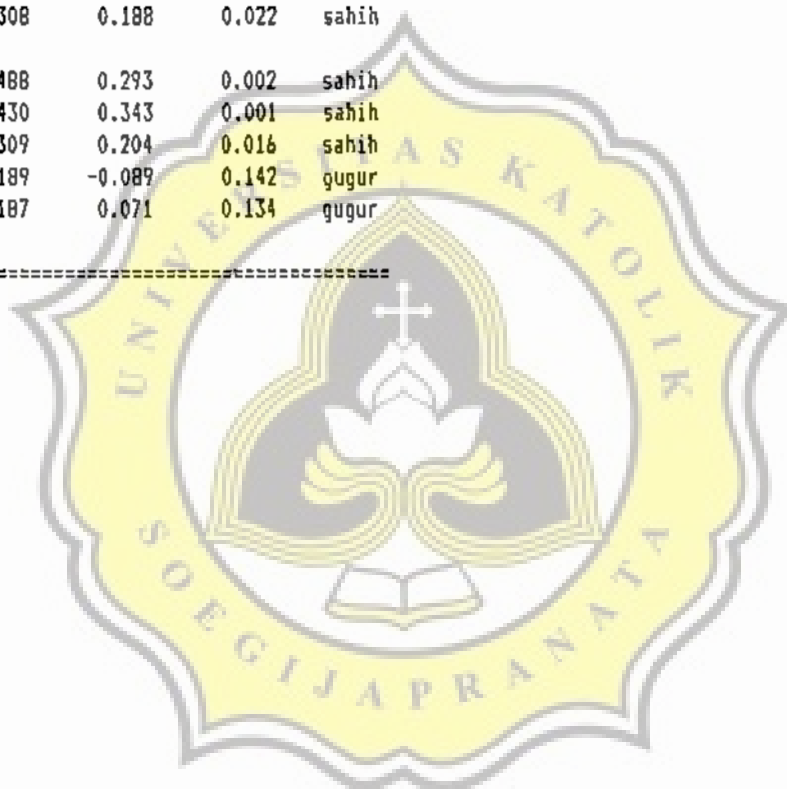 308 0.188 0.022 sahih
488 0.293 0.002 sahih
430 0.343 0.001 sahih
309 0.204 0.016 sahih
189 -0.089 0.142 gugur
187 0.071 0.134 gugur
UNIVERSITAS KATOLIK
SOEGIJAPRANATA